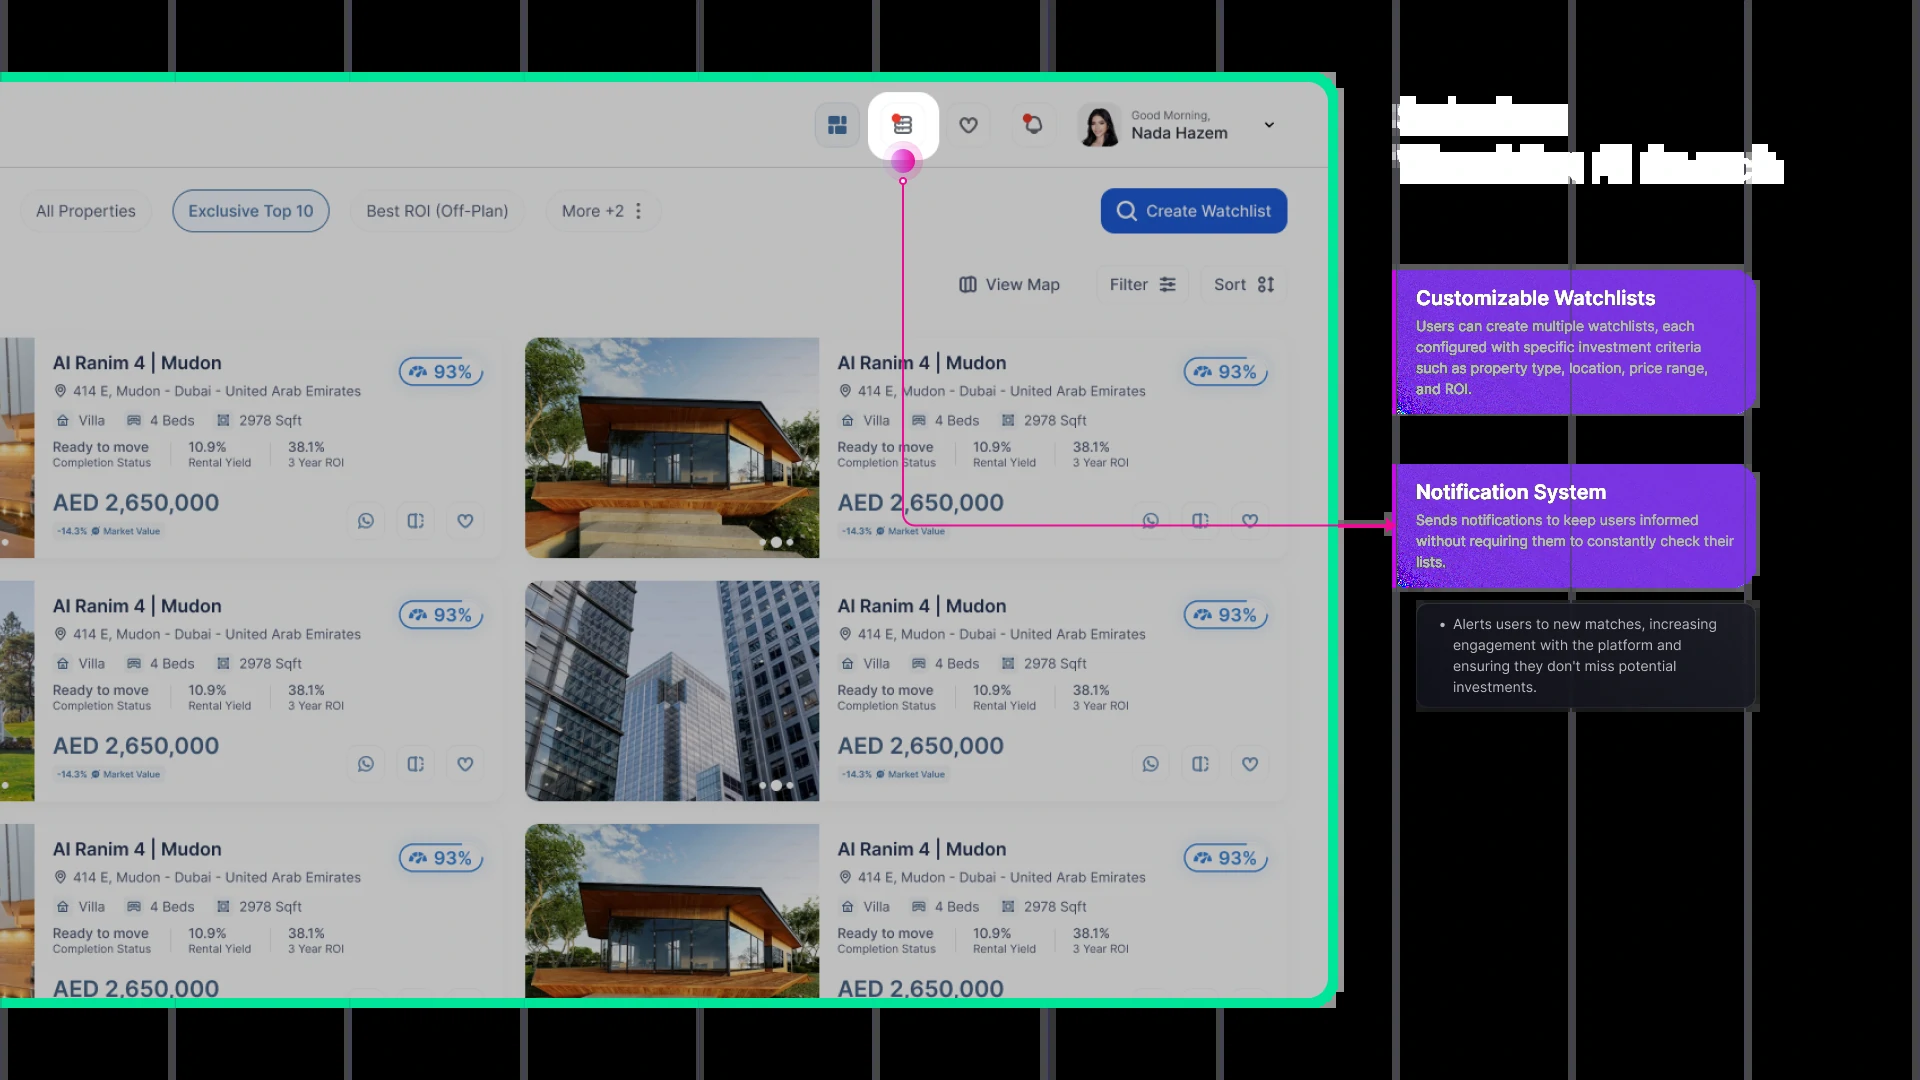 Good Morning,
Nada Hazem
All Properties
Exclusive Top 10
Best ROI (Off-Plan)
More +2
Create Watchlist
View Map
Filter
Sort
Al Ranim 4 | Mudon
93%
414 E, Mudon - Dubai - United Arab Emirates
Villa
4 Beds
2978 Sqft
Ready to move
10.9%
38.1%
Completion Status
Rental Yield
3 Year ROI
AED 2,650,000
-14.3% Market Value
Al Ranim 4 | Mudon
93%
414 E, Mudon - Dubai - United Arab Emirates
Villa
4 Beds
2978 Sqft
Ready to move
10.9%
38.1%
Completion Status
Rental Yield
3 Year ROI
AED 2,650,000
-14.3% Market Value
Al Ranim 4 | Mudon
93%
414 E, Mudon - Dubai - United Arab Emirates
Villa
4 Beds
2978 Sqft
Ready to move
10.9%
38.1%
Completion Status
Rental Yield
3 Year ROI
AED 2,650,000
-14.3% Market Value
Al Ranim 4 | Mudon
93%
414 E, Mudon - Dubai - United Arab Emirates
Villa
4 Beds
2978 Sqft
Ready to move
10.9%
38.1%
Completion Status
Rental Yield
3 Year ROI
AED 2,650,000
-14.3% Market Value
Al Ranim 4 | Mudon
93%
414 E, Mudon - Dubai - United Arab Emirates
Villa
4 Beds
2978 Sqft
Ready to move
10.9%
38.1%
Completion Status
Rental Yield
3 Year ROI
AED 2,650,000
Al Ranim 4 | Mudon
93%
414 E, Mudon - Dubai - United Arab Emirates
Villa
4 Beds
2978 Sqft
Ready to move
10.9%
38.1%
Completion Status
Rental Yield
3 Year ROI
AED 2,650,000
Customizable Watchlists
Users can create multiple watchlists, each
configured with specific investment criteria
such as property type, location, price range,
and ROI.
Notification System
Sends notifications to keep users informed
without requiring them to constantly check their
lists.
• Alerts users to new matches, increasing
engagement with the platform and
ensuring they don't miss potential
investments.